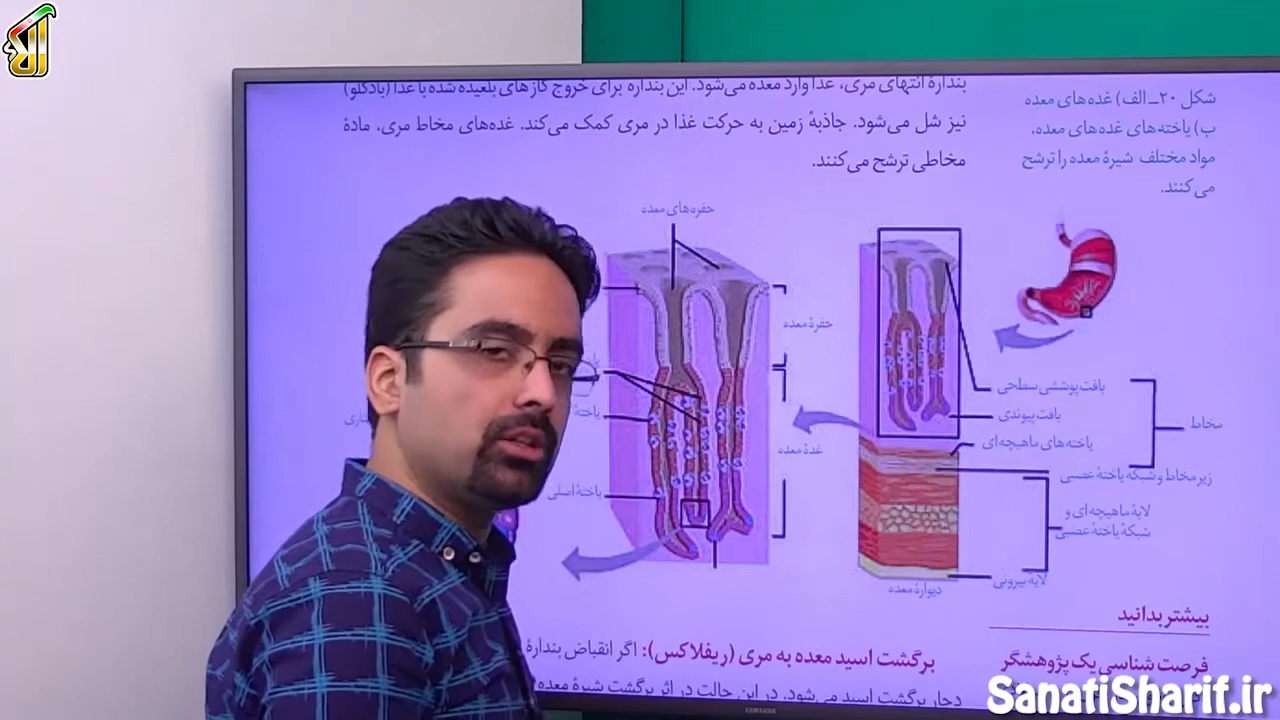 بندارهٔ انتهای مری، غذا وارد معده می‌شود. این بنداره برای خروج گازهای بلعیده شده با غذا (بادگلو)
نیز شل می‌شود. جاذبهٔ زمین به حرکت غذا در مری کمک می‌کند. غده‌های مخاط مری، مادهٔ
مخاطی ترشح می‌کنند.
شکل ۲۰ــ الف) غده‌های معده
ب) یاخته‌های غده‌های معده،
مواد مختلف شیرهٔ معده را ترشح
می‌کنند.
حفره‌های معده
حفرهٔ معده
غدهٔ معده
یاختهٔ
یاختهٔ اصلی
بافت پوششی سطحی
بافت پیوندی
یاخته‌های ماهیچه‌ای
مخاط
زیر مخاط و شبکه یاختهٔ عصبی
لایهٔ ماهیچه‌ای و
شبکهٔ یاختهٔ عصبی
لایهٔ بیرونی
دیوارهٔ معده
بیشتر بدانید
فرصت‌شناسی یک پژوهشگر
برگشت اسید معده به مری (ریفلاکس): اگر انقباض بندارهٔ
دچار برگشت اسید می‌شود. در این حالت در اثر برگشت شیرهٔ معده
SAMSUNG
SanatiSharif.ir